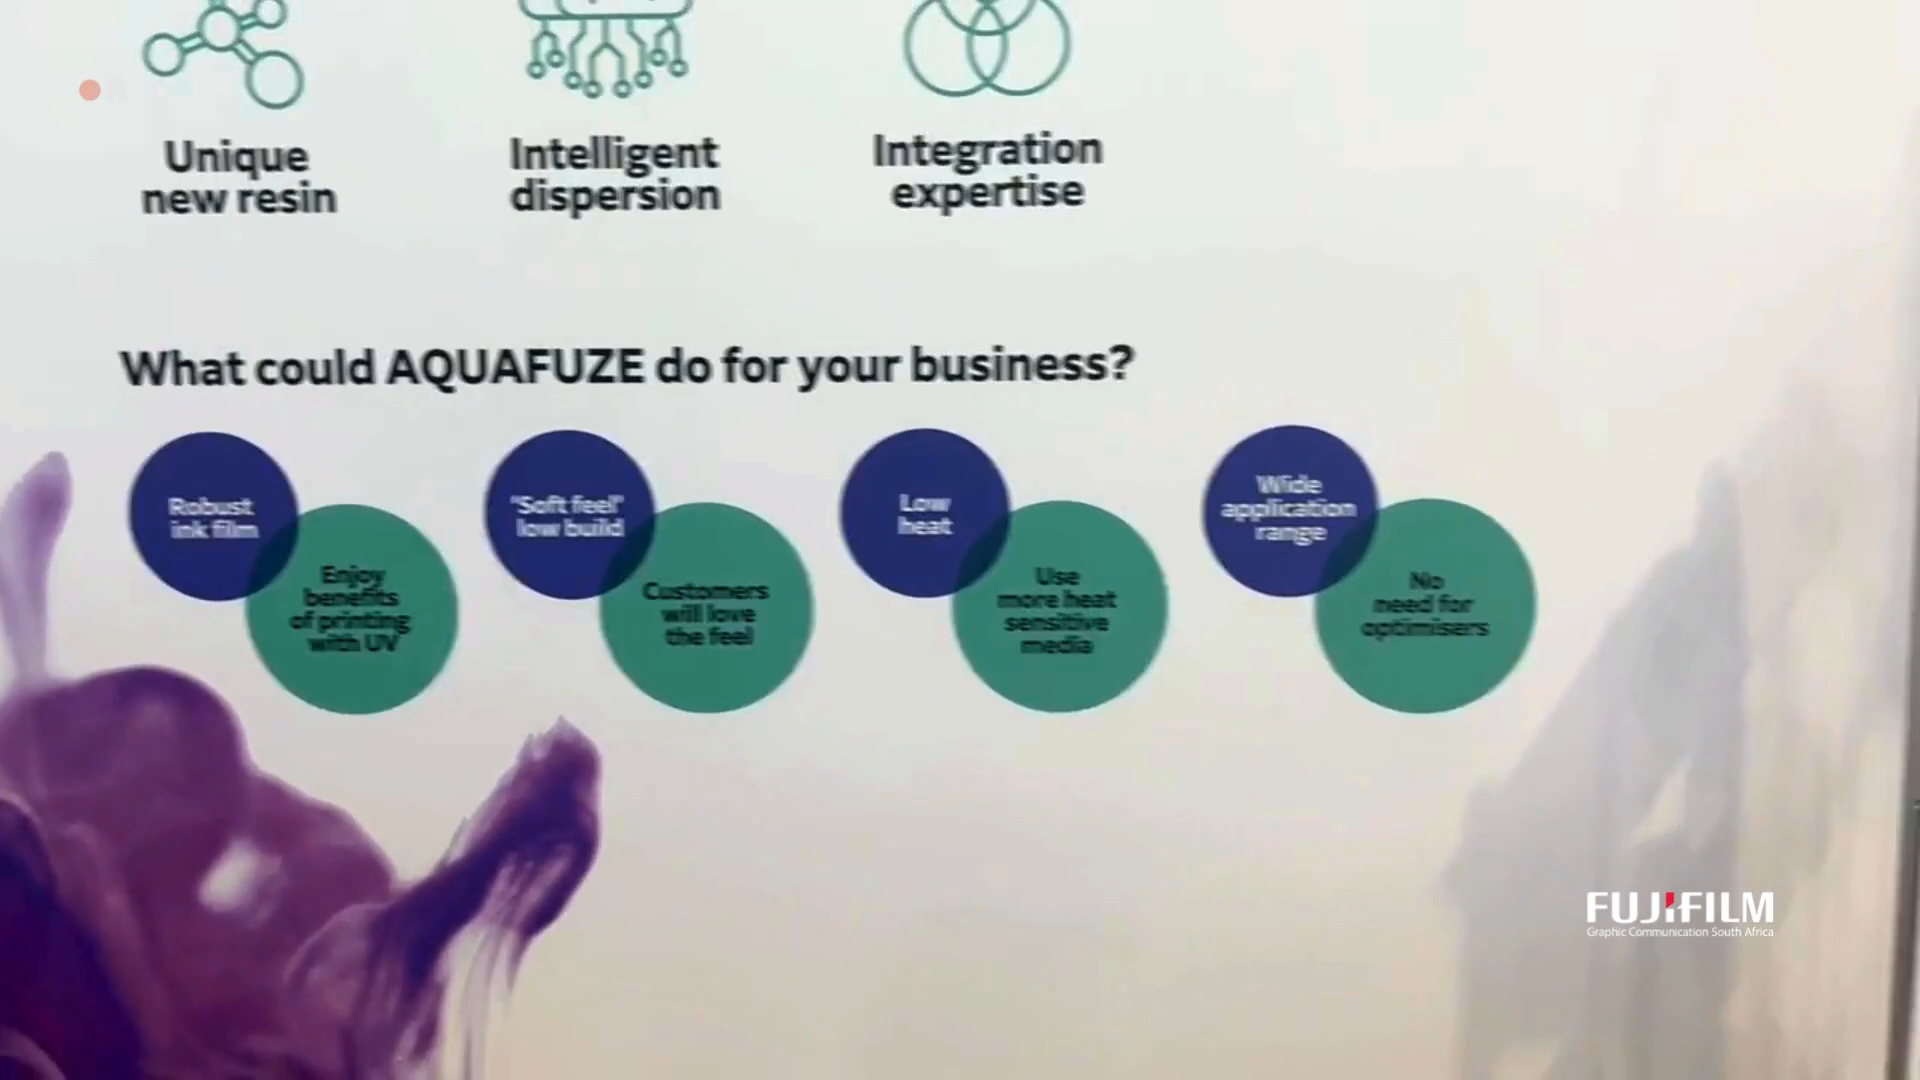 Unique
new resin
Intelligent
dispersion
Integration
expertise
What could AQUAFUZE do for your business?
Robust
ink film
Enjoy
benefits
of printing
with UV
"Soft feel"
low build
Customers
will love
the feel
Low
heat
Use
more heat
sensitive
media
Wide
application
range
No
need for
optimisers
FUJIFILM
Graphic Communication South Africa